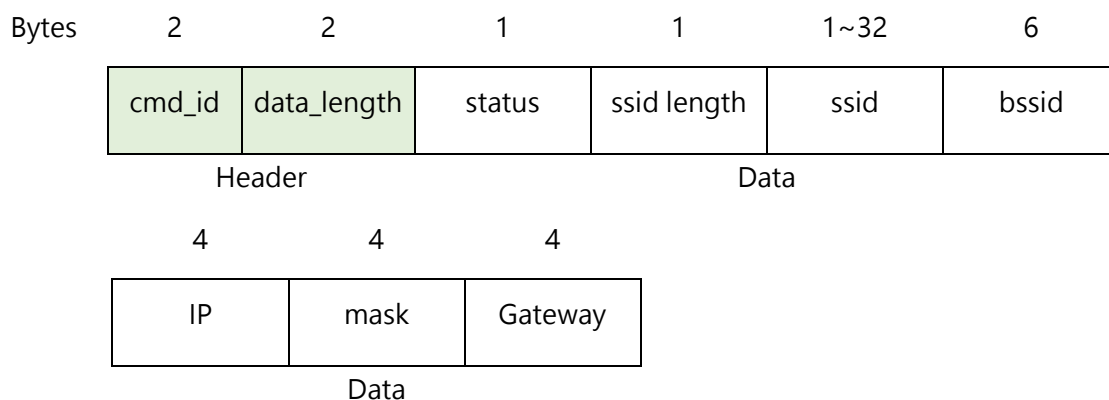 Bytes 2 2 1 1 1~32 6
cmd_id data_length status ssid length ssid bssid
Header Data
4 4 4
IP mask Gateway
Data